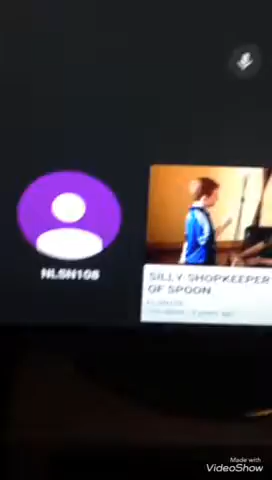 NLSN108
SILLY SHOPKEEPER
OF SPOON
Made with
VideoShow